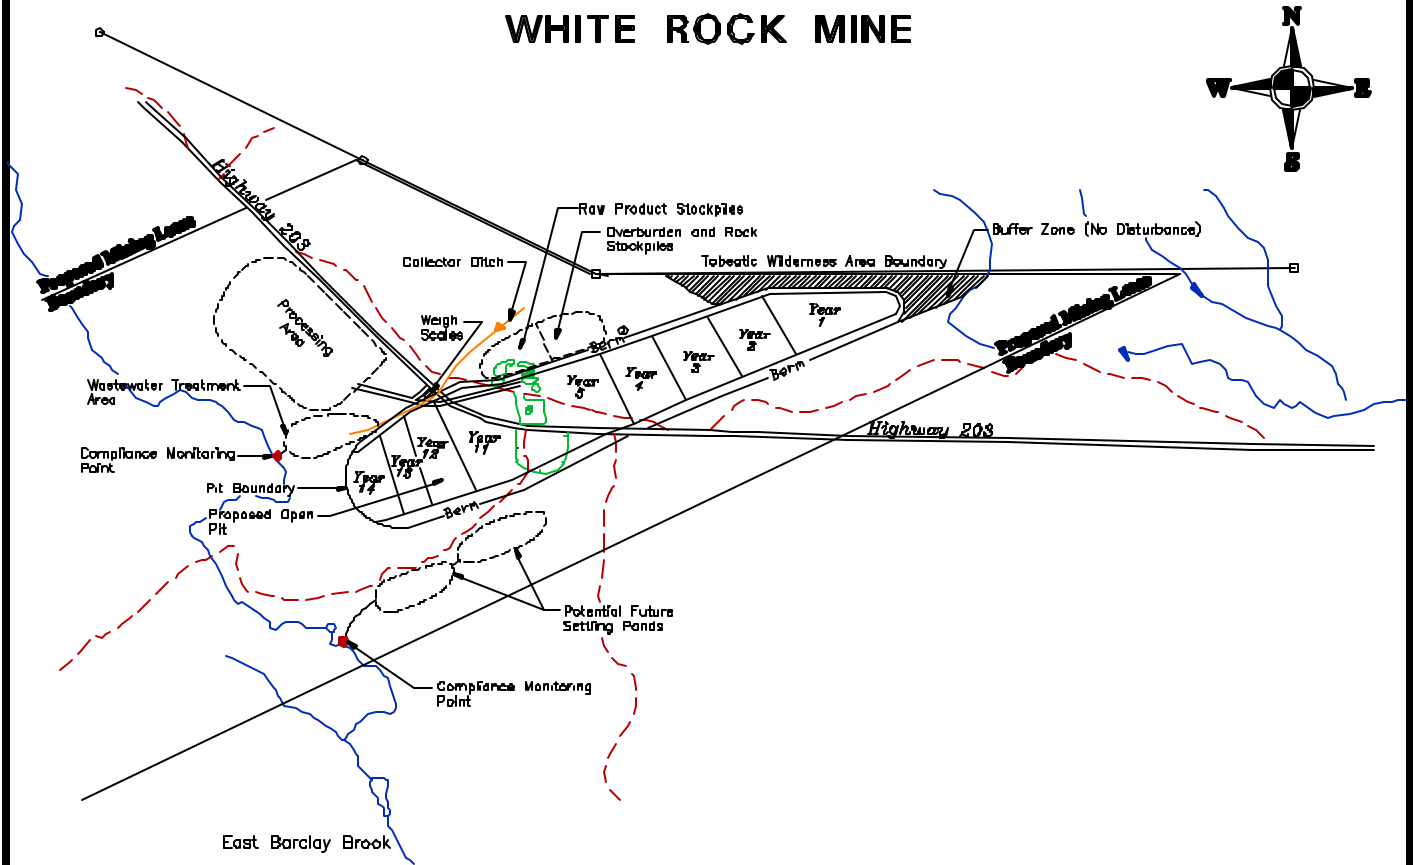 WHITE ROCK MINE
N
W
E
S
Highway 203
Proposed Mining Lease
Boundary
Raw Product Stockpiles
Overburden and Rock
Stockpiles
Buffer Zone (No Disturbance)
Collector Ditch
Tobeatic Wilderness Area Boundary
Processing
Area
Weigh
Scales
Berm
Year
1
Year
2
Year
3
Year
4
Year
5
Berm
Proposed Mining Lease
Boundary
Wastewater Treatment
Area
Highway 203
Compliance Monitoring
Point
Year
11
Year
12
Year
13
Year
14
Pit Boundary
Proposed Open
Pit
Berm
Potential Future
Settling Ponds
Compliance Monitoring
Point
East Barclay Brook